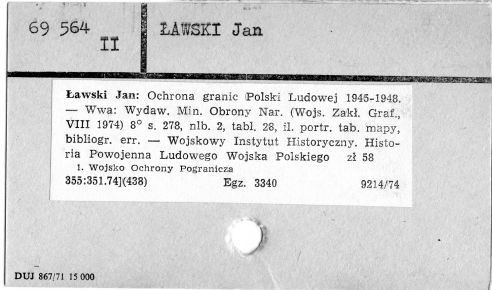 69 564
II
ŁAWSKI Jan
Ławski Jan: Ochrona granic Polski Ludowej 1945-1948.
— Wwa: Wydaw. Min. Obrony Nar. (Wojs. Zakł. Graf.,
VIII 1974) 8° s. 278, nlb. 2, tabl. 28, il. portr. tab. mapy,
bibliogr. err. — Wojskowy Instytut Historyczny. Histo-
ria Powojenna Ludowego Wojska Polskiego zł 58
1. Wojsko Ochrony Pogranicza
355:351.74](438) Egz. 3340 9214/74
DUJ 867/71 15 000